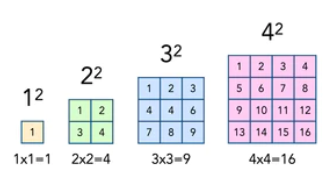 1²
1
1x1=1
2²
1 2
3 4
2x2=4
3²
1 2 3
4 4 6
7 8 9
3x3=9
4²
1 2 3 4
5 6 7 8
9 10 11 12
13 14 15 16
4x4=16